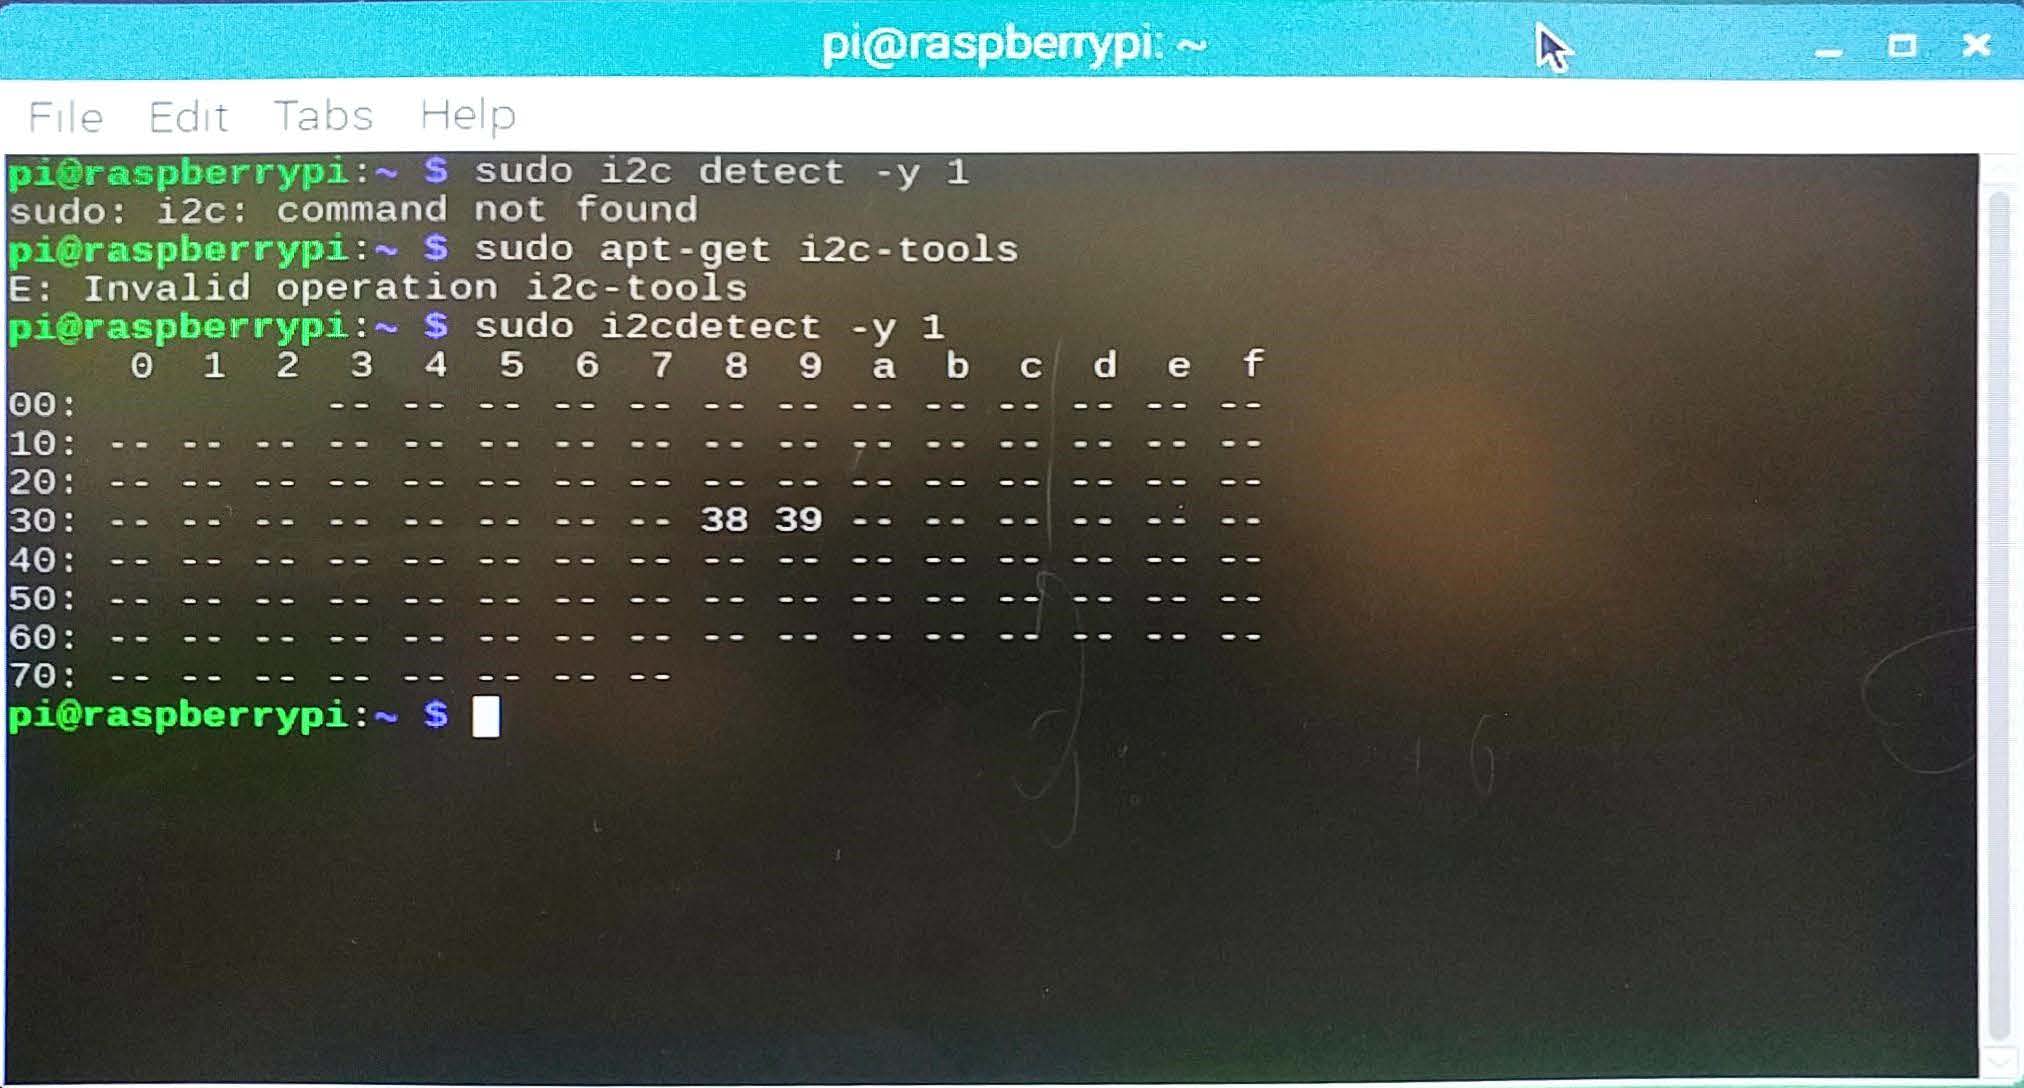 pi@raspberrypi: ~
File Edit Tabs Help
pi@raspberrypi:~ $ sudo i2c detect -y 1
sudo: i2c: command not found
pi@raspberrypi:~ $ sudo apt-get i2c-tools
E: Invalid operation i2c-tools
pi@raspberrypi:~ $ sudo i2cdetect -y 1
     0  1  2  3  4  5  6  7  8  9  a  b  c  d  e  f
00:          -- -- -- -- -- -- -- -- -- -- -- -- --
10: -- -- -- -- -- -- -- -- -- -- -- -- -- -- -- --
20: -- -- -- -- -- -- -- -- -- -- -- -- -- -- -- --
30: -- -- -- -- -- -- -- -- 38 39 -- -- -- -- -- --
40: -- -- -- -- -- -- -- -- -- -- -- -- -- -- -- --
50: -- -- -- -- -- -- -- -- -- -- -- -- -- -- -- --
60: -- -- -- -- -- -- -- -- -- -- -- -- -- -- -- --
70: -- -- -- -- -- -- -- --
pi@raspberrypi:~ $